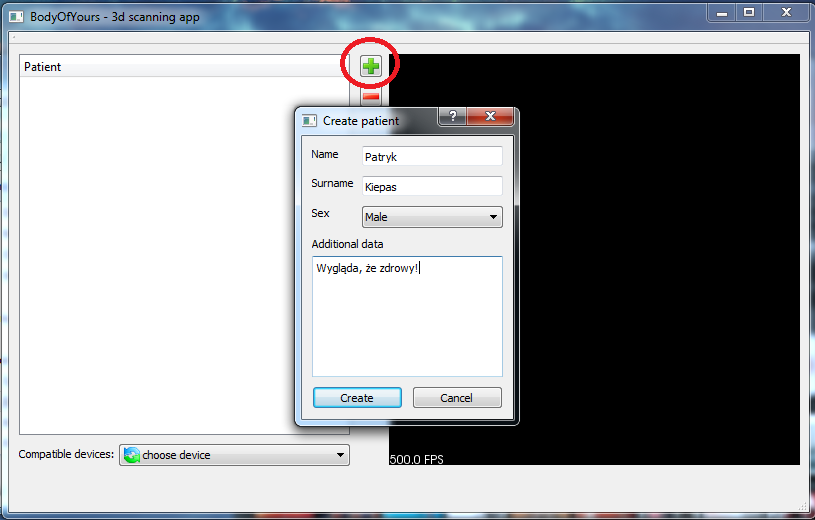 BodyOfYours - 3d scanning app
Patient
Create patient
?
Name
Patryk
Surname
Kiepas
Sex
Male
Additional data
Wygląda, że zdrowy!
Create
Cancel
Compatible devices:
choose device
500.0 FPS